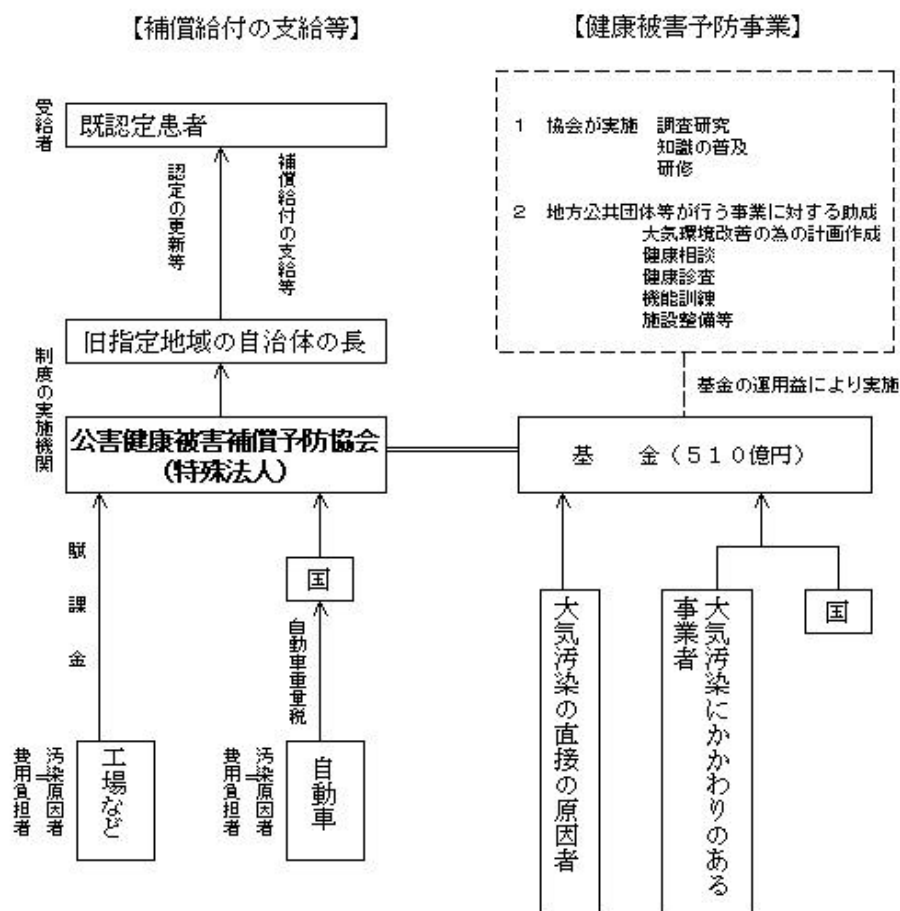 【補償給付の支給等】
【健康被害予防事業】
受給者
既認定患者
認定の更新等
補償給付の支給等
旧指定地域の自治体の長
制度の実施機関
公害健康被害補償予防協会
(特殊法人)
賦課金
国
自動車重量税
費用負担者
汚染原因者
工場など
費用負担者
汚染原因者
自動車
1 協会が実施 調査研究
知識の普及
研修
2 地方公共団体等が行う事業に対する助成
大気環境改善の為の計画作成
健康相談
健康診査
機能訓練
施設整備等
基金の運用益により実施
基 金(510億円)
大気汚染の直接の原因者
大気汚染にかかわりのある
事業者
国